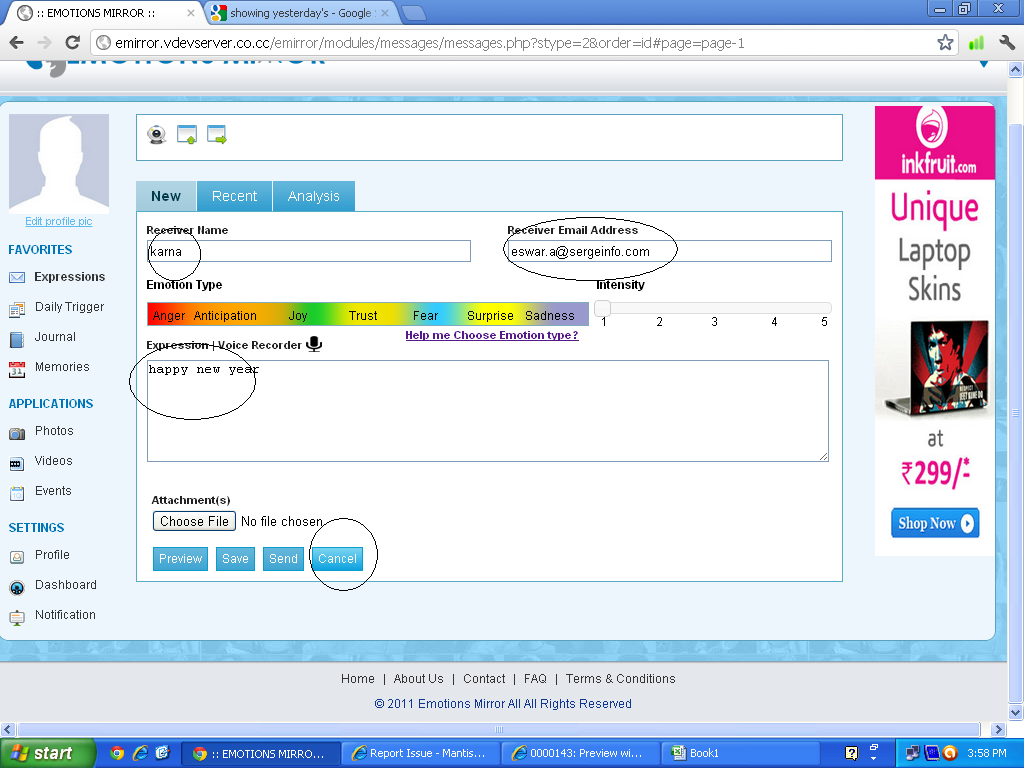 :: EMOTIONS MIRROR ::
showing yesterday's - Google
emirror.vdevserver.co.cc/emirror/modules/messages/messages.php?stype=2&order=id#page=page-1
EMOTIONS MIRROR
Edit profile pic
FAVORITES
Expressions
Daily Trigger
Journal
Memories
APPLICATIONS
Photos
Videos
Events
SETTINGS
Profile
Dashboard
Notification
New Recent Analysis
Receiver Name Receiver Email Address
karna eswar.a@sergeinfo.com
Emotion Type Intensity
Anger Anticipation Joy Trust Fear Surprise Sadness
1 2 3 4 5
Help me Choose Emotion type?
Expression | Voice Recorder
happy new year
Attachment(s)
Choose File No file chosen
Preview Save Send Cancel
inkfruit.com
Unique
Laptop
Skins
at
₹299/-*
Shop Now
Home | About Us | Contact | FAQ | Terms & Conditions
© 2011 Emotions Mirror All All Rights Reserved
start :: EMOTIONS MIRRO... Report Issue - Mantis... 0000143: Preview wi... Book1 3:58 PM